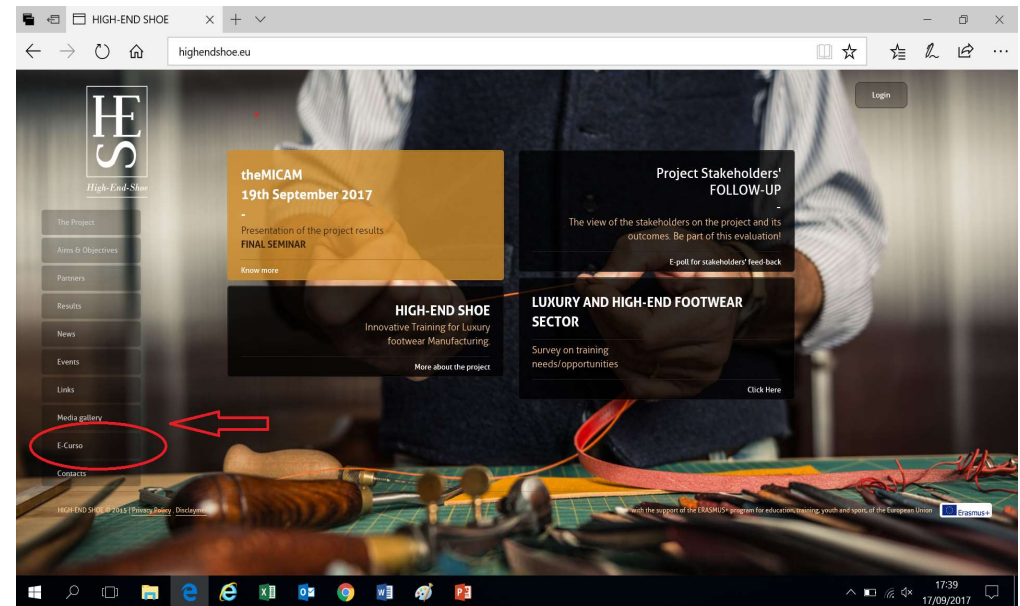 HIGH-END SHOE
highendshoe.eu
HES
High-End-Shoe
Login
The Project
Aims & Objectives
Partners
Results
News
Events
Links
Media gallery
E-Curso
Contacts
theMICAM
19th September 2017
-
Presentation of the project results
FINAL SEMINAR
Know more
Project Stakeholders'
FOLLOW-UP
-
The view of the stakeholders on the project and its
outcomes. Be part of this evaluation!
E-poll for stakeholders' feed-back
HIGH-END SHOE
Innovative Training for Luxury
footwear Manufacturing.
More about the project
LUXURY AND HIGH-END FOOTWEAR
SECTOR
Survey on training
needs/opportunities
Click Here
HIGH-END SHOE © 2015 | Privacy Policy . Disclaymer
with the support of the ERASMUS+ program for education, training, youth and sport, of the European Union
Erasmus+
17:39
17/09/2017